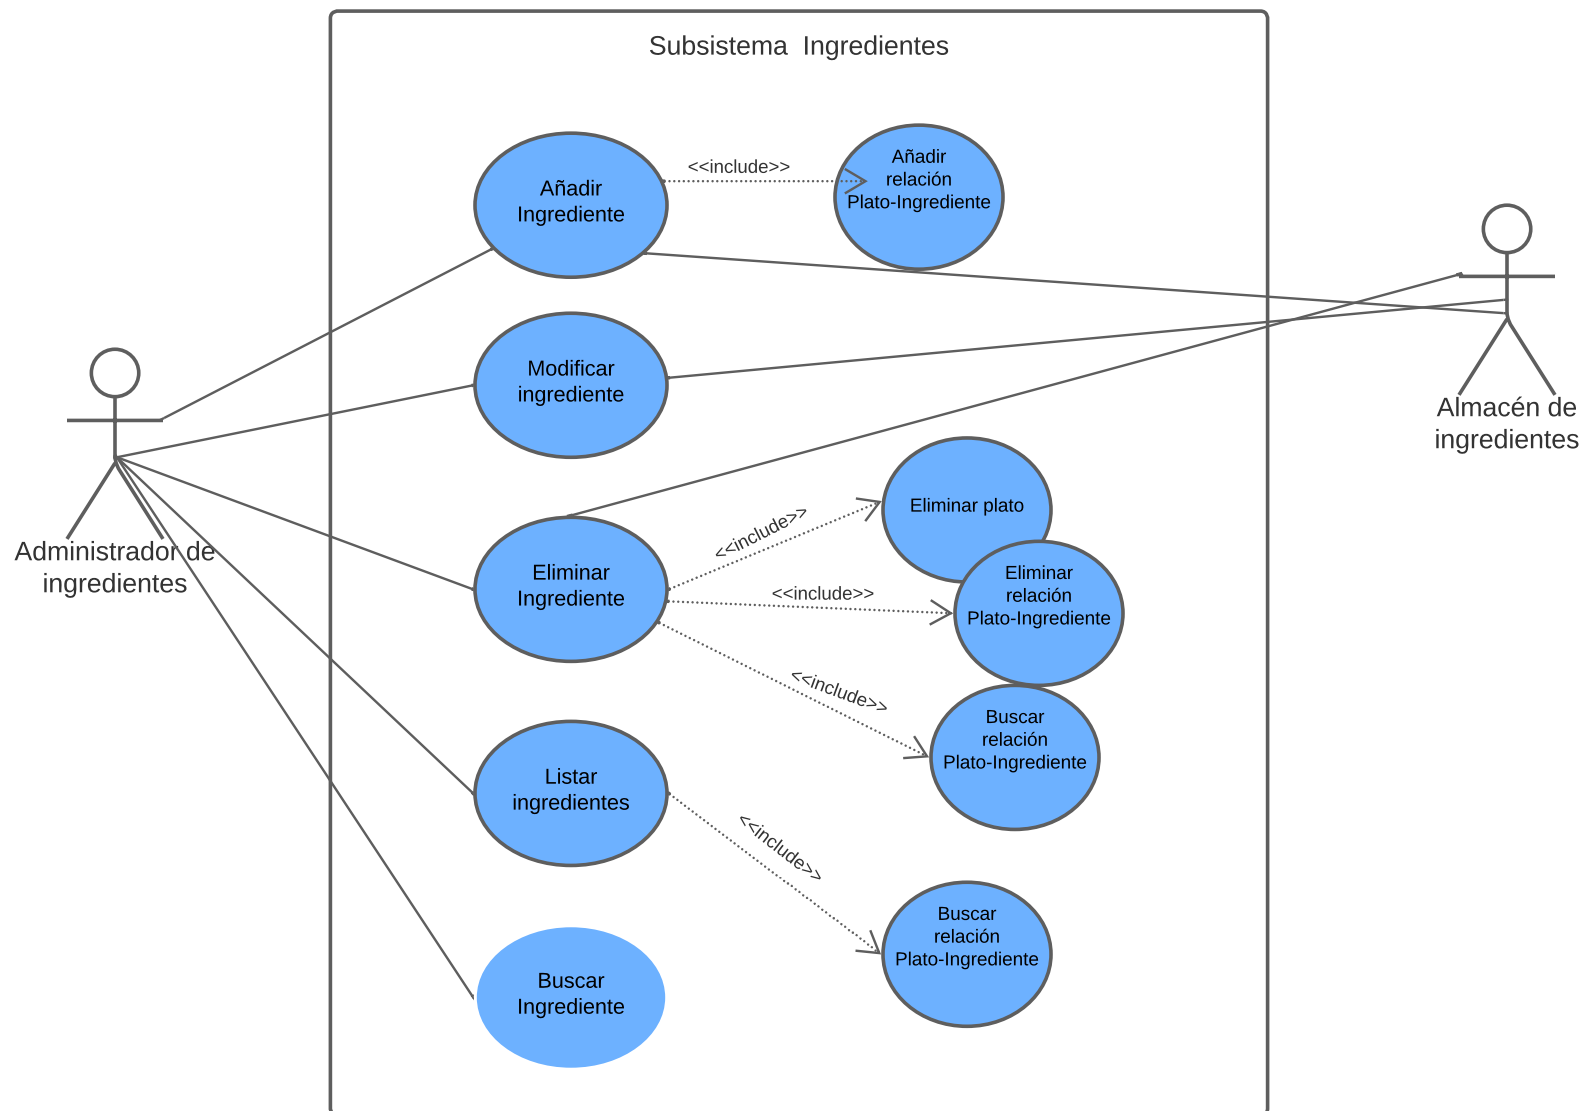 Subsistema  Ingredientes
Añadir
Ingrediente
<<include>>
Añadir
relación
Plato-Ingrediente
Modificar
ingrediente
Almacén de
ingredientes
Administrador de
ingredientes
Eliminar
Ingrediente
<<include>>
Eliminar plato
<<include>>
Eliminar
relación
Plato-Ingrediente
<<include>>
Buscar
relación
Plato-Ingrediente
Listar
ingredientes
<<include>>
Buscar
relación
Plato-Ingrediente
Buscar
Ingrediente